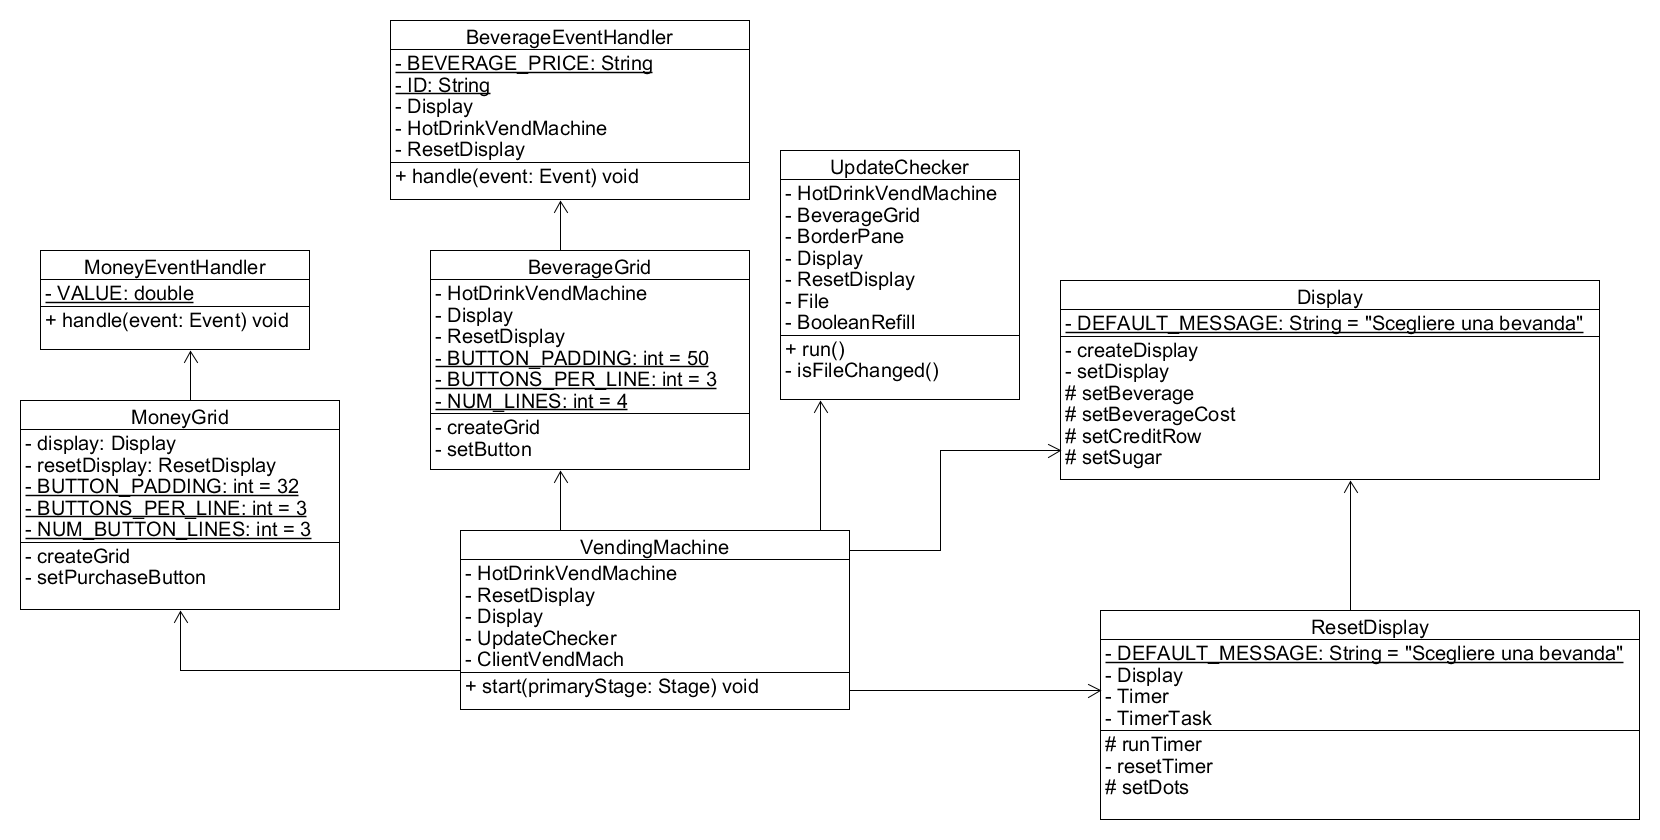 BeverageEventHandler
- BEVERAGE_PRICE: String
- ID: String
- Display
- HotDrinkVendMachine
- ResetDisplay
+ handle(event: Event) void
UpdateChecker
- HotDrinkVendMachine
- BeverageGrid
- BorderPane
- Display
- ResetDisplay
- File
- BooleanRefill
+ run()
- isFileChanged()
MoneyEventHandler
- VALUE: double
+ handle(event: Event) void
BeverageGrid
- HotDrinkVendMachine
- Display
- ResetDisplay
- BUTTON_PADDING: int = 50
- BUTTONS_PER_LINE: int = 3
- NUM_LINES: int = 4
- createGrid
- setButton
Display
- DEFAULT_MESSAGE: String = "Scegliere una bevanda"
- createDisplay
- setDisplay
# setBeverage
# setBeverageCost
# setCreditRow
# setSugar
MoneyGrid
- display: Display
- resetDisplay: ResetDisplay
- BUTTON_PADDING: int = 32
- BUTTONS_PER_LINE: int = 3
- NUM_BUTTON_LINES: int = 3
- createGrid
- setPurchaseButton
VendingMachine
- HotDrinkVendMachine
- ResetDisplay
- Display
- UpdateChecker
- ClientVendMach
+ start(primaryStage: Stage) void
ResetDisplay
- DEFAULT_MESSAGE: String = "Scegliere una bevanda"
- Display
- Timer
- TimerTask
# runTimer
- resetTimer
# setDots